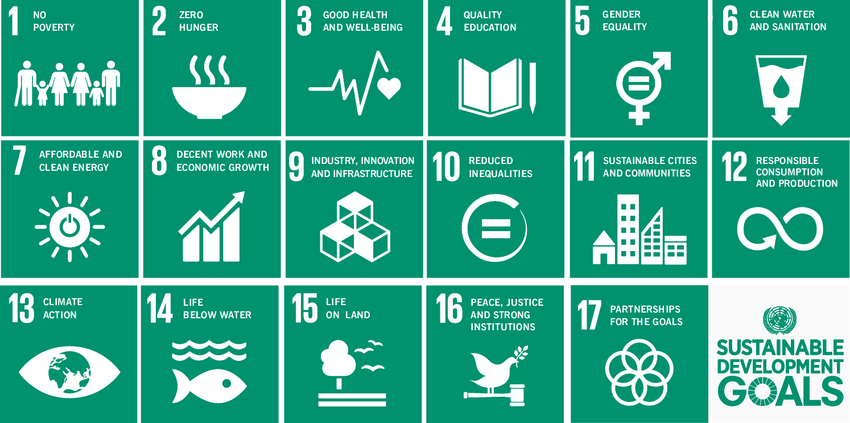 1 NO
POVERTY
2 ZERO
HUNGER
3 GOOD HEALTH
AND WELL-BEING
4 QUALITY
EDUCATION
5 GENDER
EQUALITY
6 CLEAN WATER
AND SANITATION
7 AFFORDABLE AND
CLEAN ENERGY
8 DECENT WORK AND
ECONOMIC GROWTH
9 INDUSTRY, INNOVATION
AND INFRASTRUCTURE
10 REDUCED
INEQUALITIES
11 SUSTAINABLE CITIES
AND COMMUNITIES
12 RESPONSIBLE
CONSUMPTION
AND PRODUCTION
13 CLIMATE
ACTION
14 LIFE
BELOW WATER
15 LIFE
ON LAND
16 PEACE, JUSTICE
AND STRONG
INSTITUTIONS
17 PARTNERSHIPS
FOR THE GOALS
SUSTAINABLE
DEVELOPMENT
GOALS